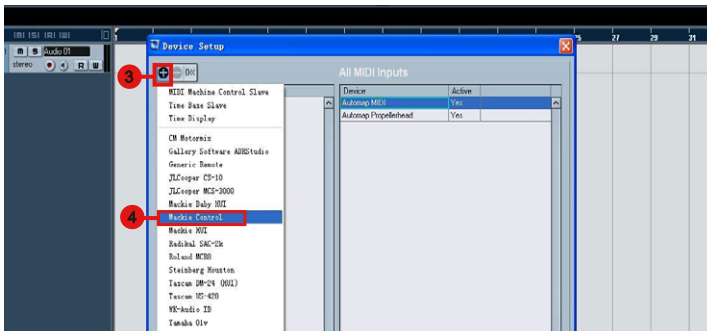 27 29 31
[M] [S] [R] [W]
M S Audio 01
stereo R W
Device Setup
3
All MIDI Inputs
Device Active
Automap MIDI Yes
Automap Propellerhead Yes
MIDI Machine Control Slave
Time Base Slave
Time Display
CM Motormix
Gallery Software ADRStudio
Generic Remote
JLCooper CS-10
JLCooper MCS-3000
Mackie Baby HUI
4
Mackie Control
Mackie HUI
Radikal SAC-2k
Roland MCR8
Steinberg Houston
Tascam DM-24 (HUI)
Tascam US-428
WK-Audio ID
Yamaha 01v